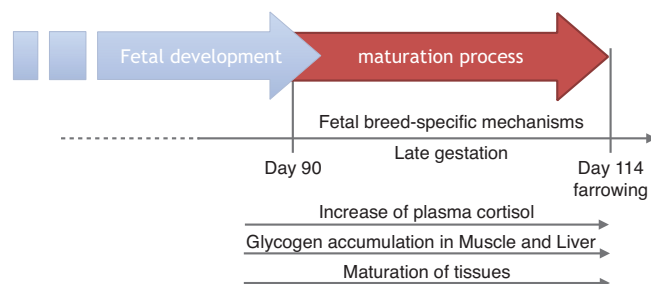 Fetal development
maturation process
Fetal breed-specific mechanisms
Late gestation
Day 90
Day 114
farrowing
Increase of plasma cortisol
Glycogen accumulation in Muscle and Liver
Maturation of tissues